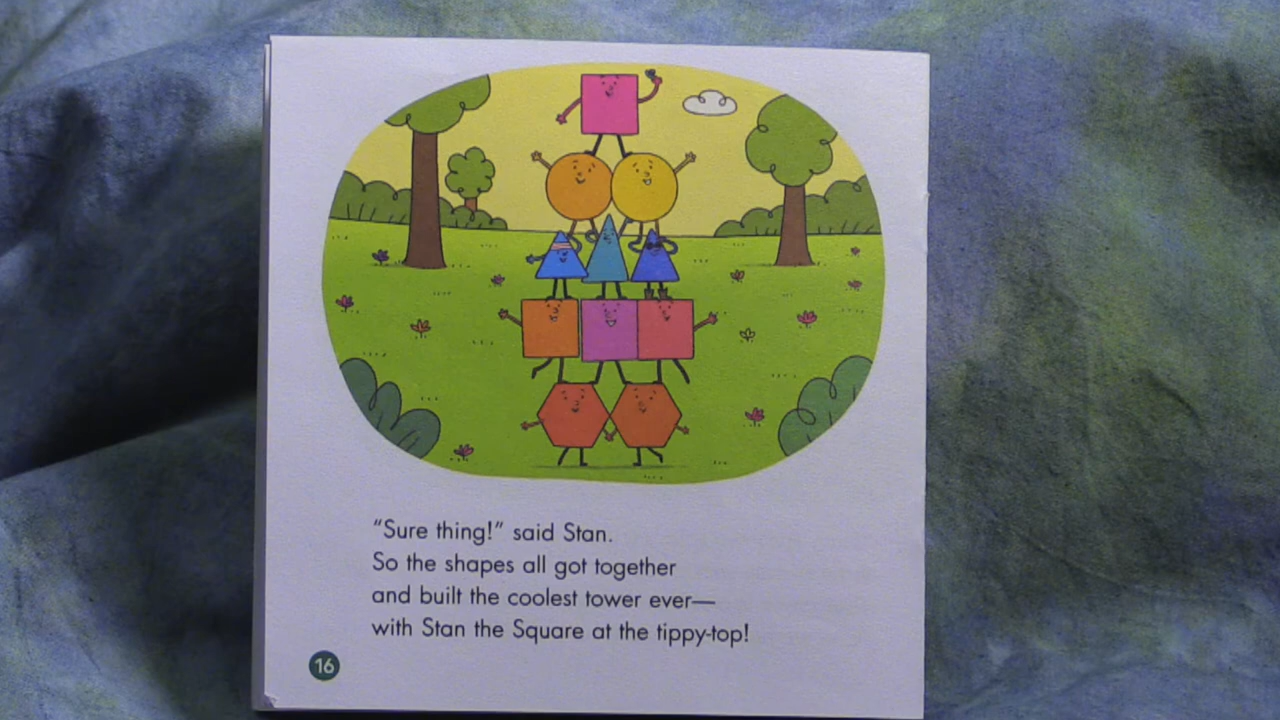 “Sure thing!” said Stan.
So the shapes all got together
and built the coolest tower ever—
with Stan the Square at the tippy-top!
16